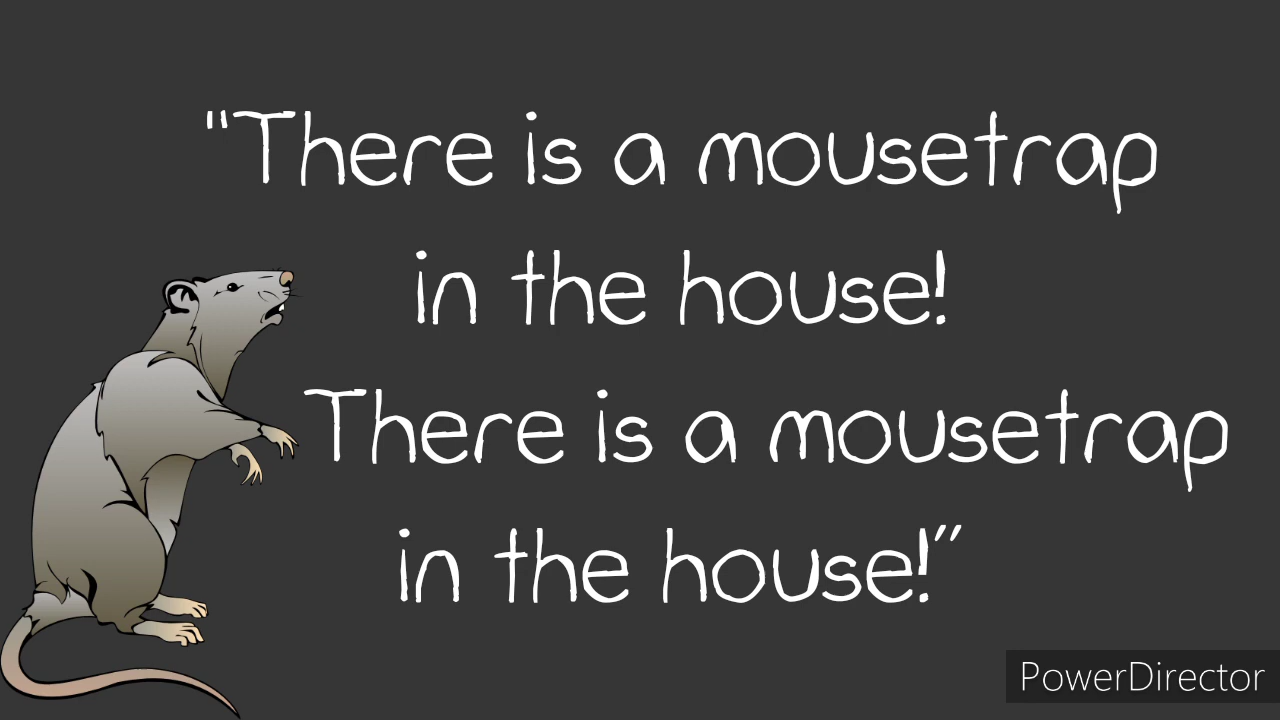 "There is a mousetrap
in the house!
There is a mousetrap
in the house!"
PowerDirector